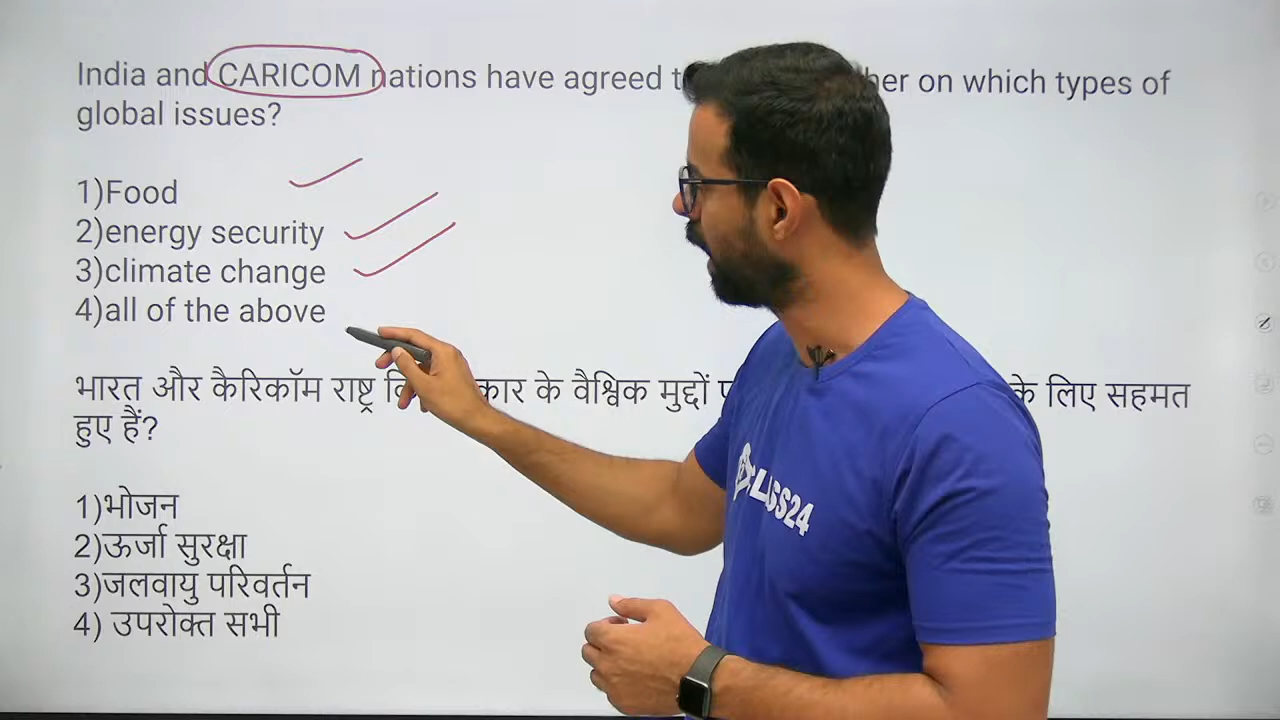 India and CARICOM nations have agreed her on which types of
global issues?
1)Food
2)energy security
3)climate change
4)all of the above
भारत और कैरिकॉम राष्ट्र के वैश्विक मुद्दों के लिए सहमत
हुए हैं?
1)भोजन
2)ऊर्जा सुरक्षा
3)जलवायु परिवर्तन
4) उपरोक्त सभी
CLASS24